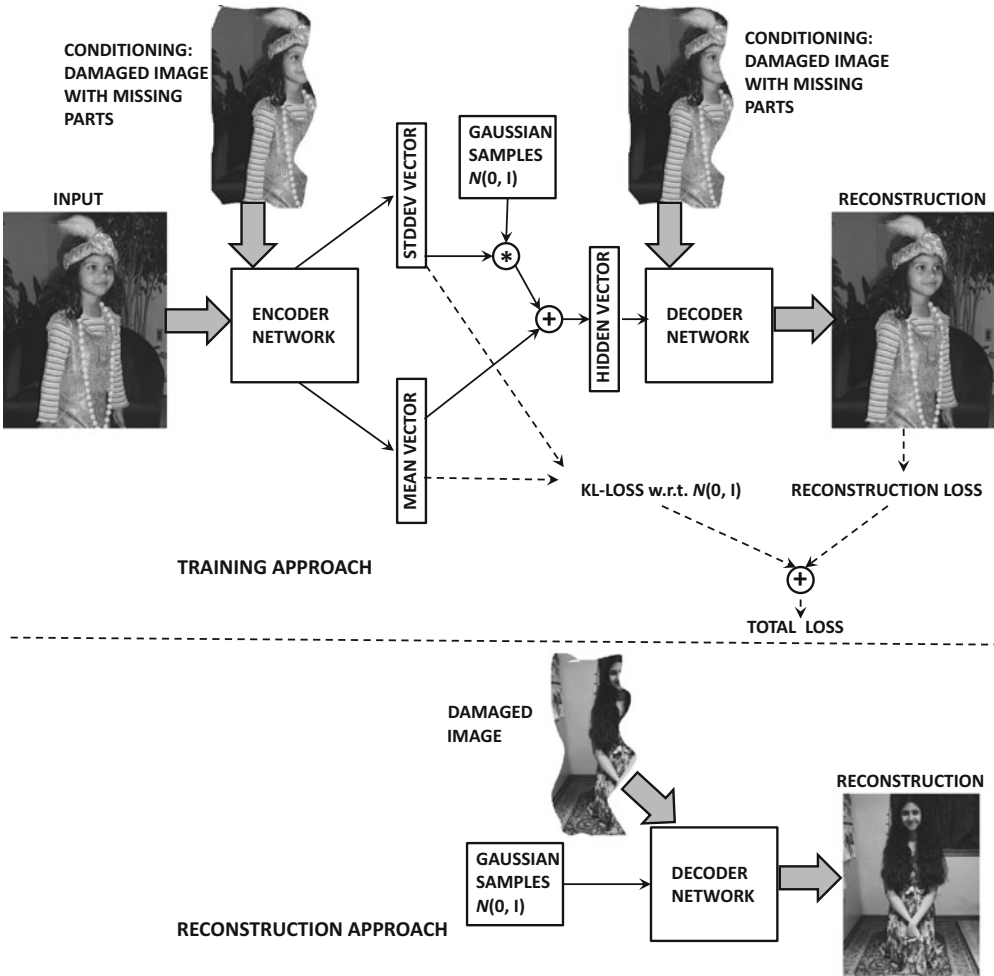 CONDITIONING:
DAMAGED IMAGE
WITH MISSING
PARTS
CONDITIONING:
DAMAGED IMAGE
WITH MISSING
PARTS
INPUT
STDDEV VECTOR
GAUSSIAN
SAMPLES
N(0, I)
RECONSTRUCTION
*
ENCODER
NETWORK
+
HIDDEN VECTOR
DECODER
NETWORK
MEAN VECTOR
KL-LOSS w.r.t. N(0, I)
RECONSTRUCTION LOSS
TRAINING APPROACH
+
TOTAL LOSS
DAMAGED
IMAGE
RECONSTRUCTION
GAUSSIAN
SAMPLES
N(0, I)
DECODER
NETWORK
RECONSTRUCTION APPROACH